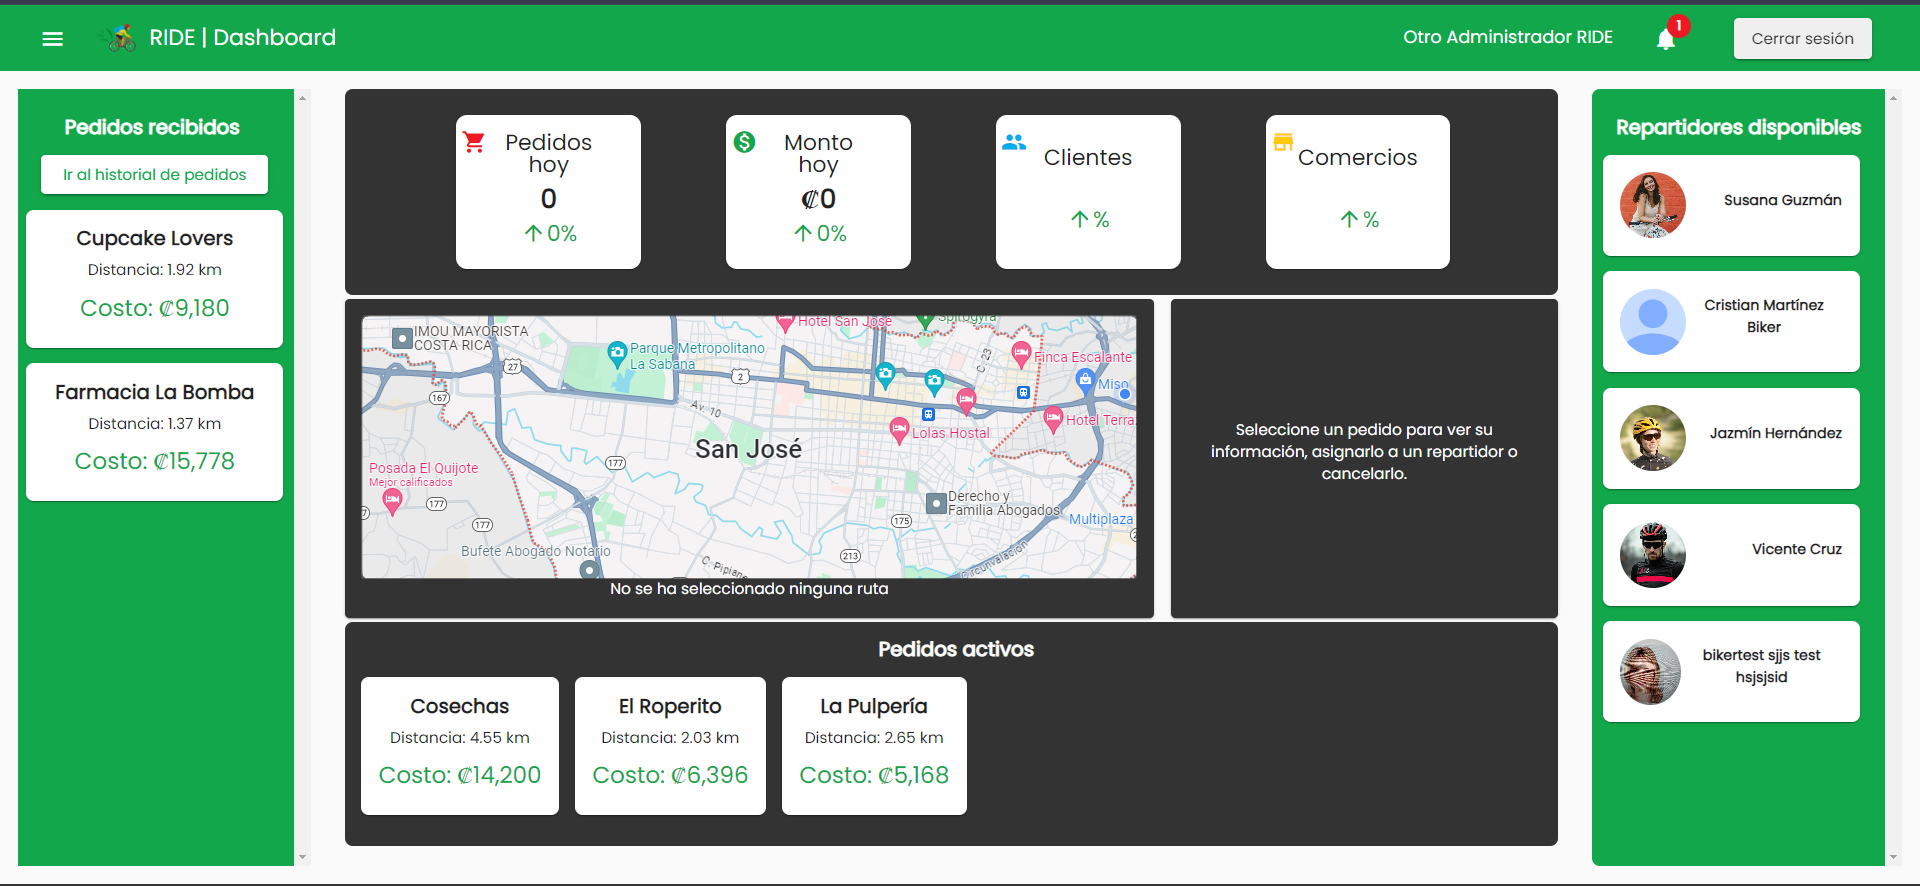 RIDE | Dashboard
Otro Administrador RIDE
1
Cerrar sesión
Pedidos recibidos
Ir al historial de pedidos
Cupcake Lovers
Distancia: 1.92 km
Costo: ₡9,180
Farmacia La Bomba
Distancia: 1.37 km
Costo: ₡15,778
Pedidos
hoy
0
0%
Monto
hoy
₡0
0%
Clientes
%
Comercios
%
IMOU MAYORISTA
COSTA RICA
Hotel San José
Spirogyra
Parque Metropolitano
La Sabana
27
2
C. 23
Finca Escalante
Miso
167
Av. 10
Lolas Hostal
Hotel Terraz
San José
177
Posada El Quijote
Mejor calificados
177
177
Derecho y
Familia Abogados
175
Multiplaza
Bufete Abogado Notario
213
C. Pipiane
Circunvalación
No se ha seleccionado ninguna ruta
Seleccione un pedido para ver su
información, asignarlo a un repartidor o
cancelarlo.
Pedidos activos
Cosechas
Distancia: 4.55 km
Costo: ₡14,200
El Roperito
Distancia: 2.03 km
Costo: ₡6,396
La Pulpería
Distancia: 2.65 km
Costo: ₡5,168
Repartidores disponibles
Susana Guzmán
Cristian Martínez
Biker
Jazmín Hernández
Vicente Cruz
bikertest sjjs test
hsjsjsid